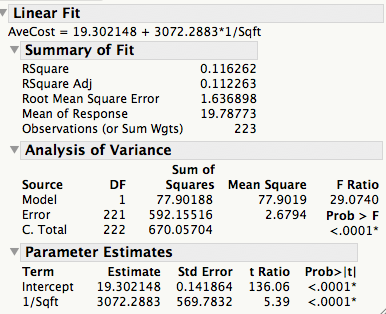 Linear Fit
AveCost = 19.302148 + 3072.2883*1/Sqft
Summary of Fit
RSquare 0.116262
RSquare Adj 0.112263
Root Mean Square Error 1.636898
Mean of Response 19.78773
Observations (or Sum Wgts) 223
Analysis of Variance
Sum of
Source DF Squares Mean Square F Ratio
Model 1 77.90188 77.9019 29.0740
Error 221 592.15516 2.6794 Prob > F
C. Total 222 670.05704 <.0001*
Parameter Estimates
Term Estimate Std Error t Ratio Prob>|t|
Intercept 19.302148 0.141864 136.06 <.0001*
1/Sqft 3072.2883 569.7832 5.39 <.0001*